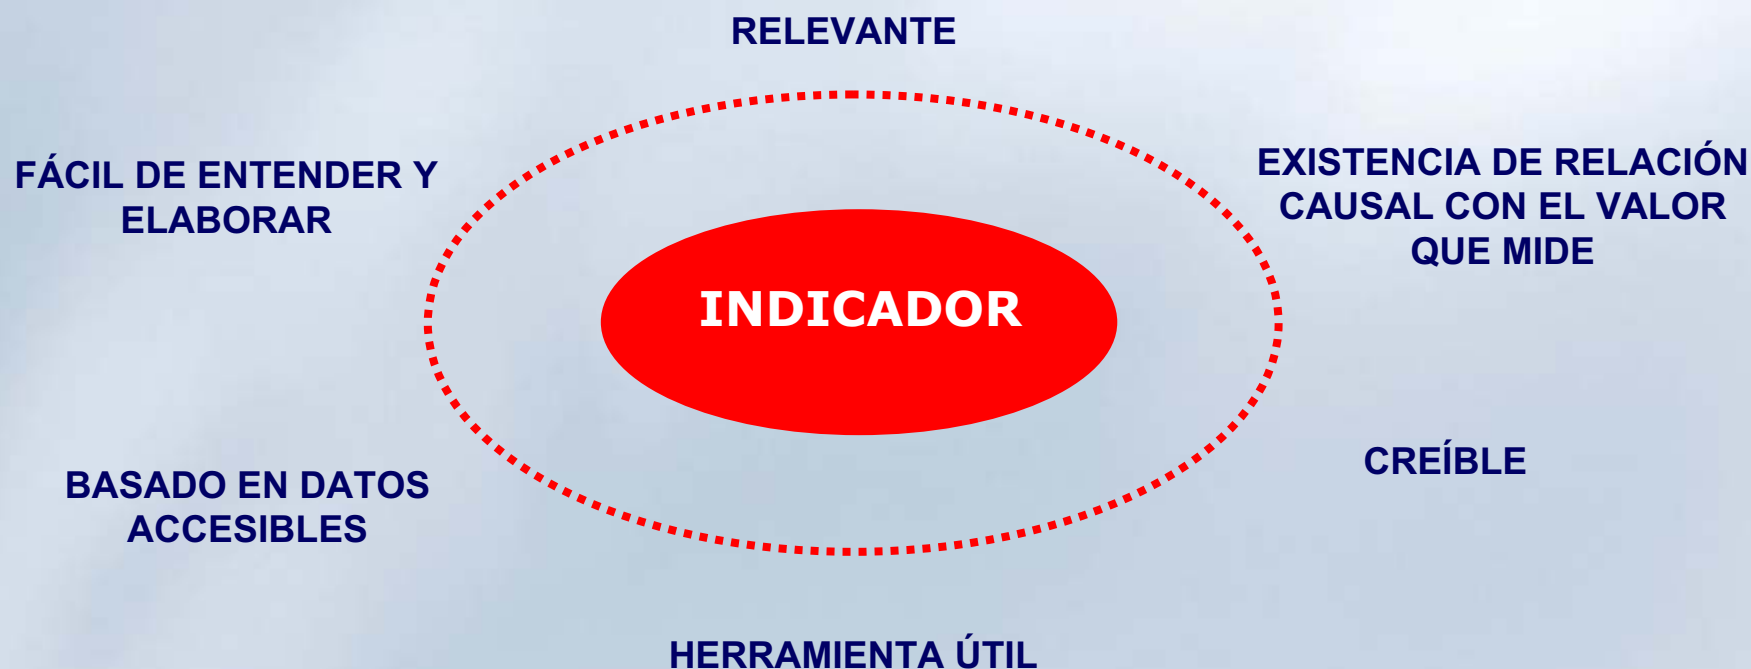 RELEVANTE
FÁCIL DE ENTENDER Y
ELABORAR
EXISTENCIA DE RELACIÓN
CAUSAL CON EL VALOR
QUE MIDE
INDICADOR
BASADO EN DATOS
ACCESIBLES
CREÍBLE
HERRAMIENTA ÚTIL